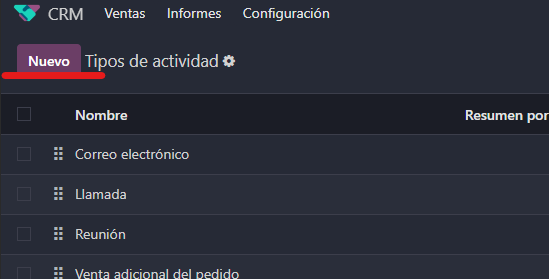 CRM Ventas Informes Configuración
Nuevo Tipos de actividad
Nombre Resumen por
Correo electrónico
Llamada
Reunión
Venta adicional del pedido